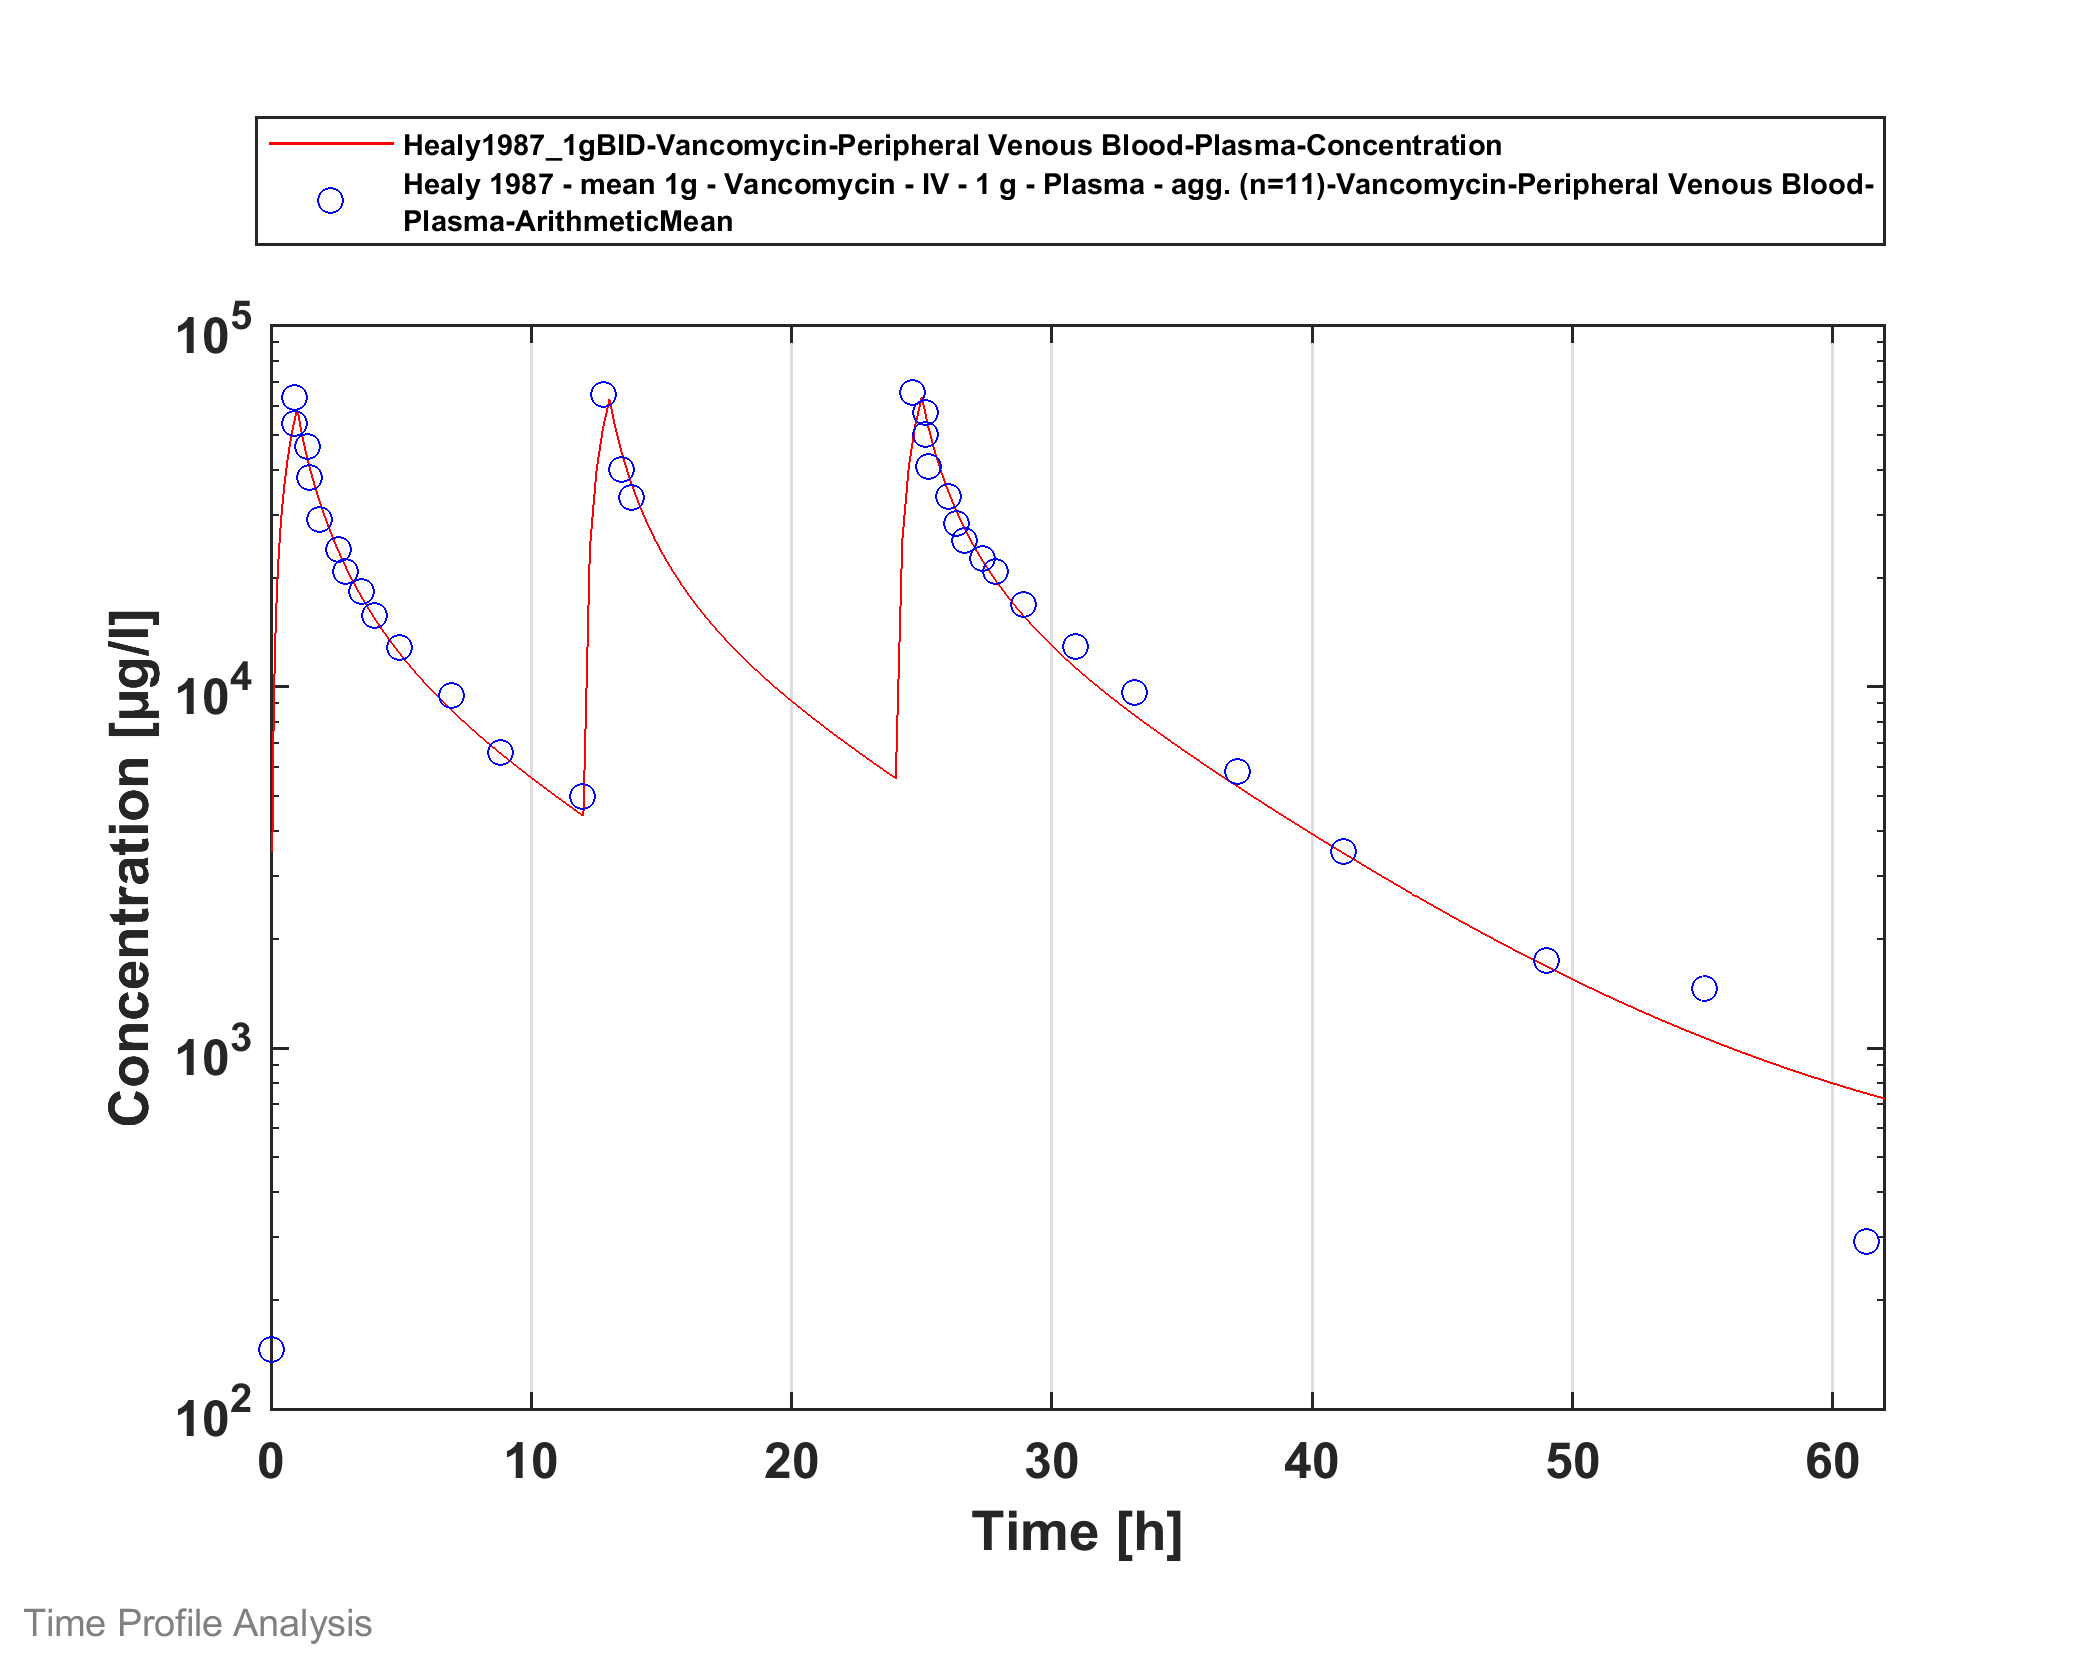 Healy1987_1gBID-Vancomycin-Peripheral Venous Blood-Plasma-Concentration
Healy 1987 - mean 1g - Vancomycin - IV - 1 g - Plasma - agg. (n=11)-Vancomycin-Peripheral Venous Blood-
Plasma-ArithmeticMean
10^5
10^4
10^3
10^2
Concentration [µg/l]
0 10 20 30 40 50 60
Time [h]
Time Profile Analysis